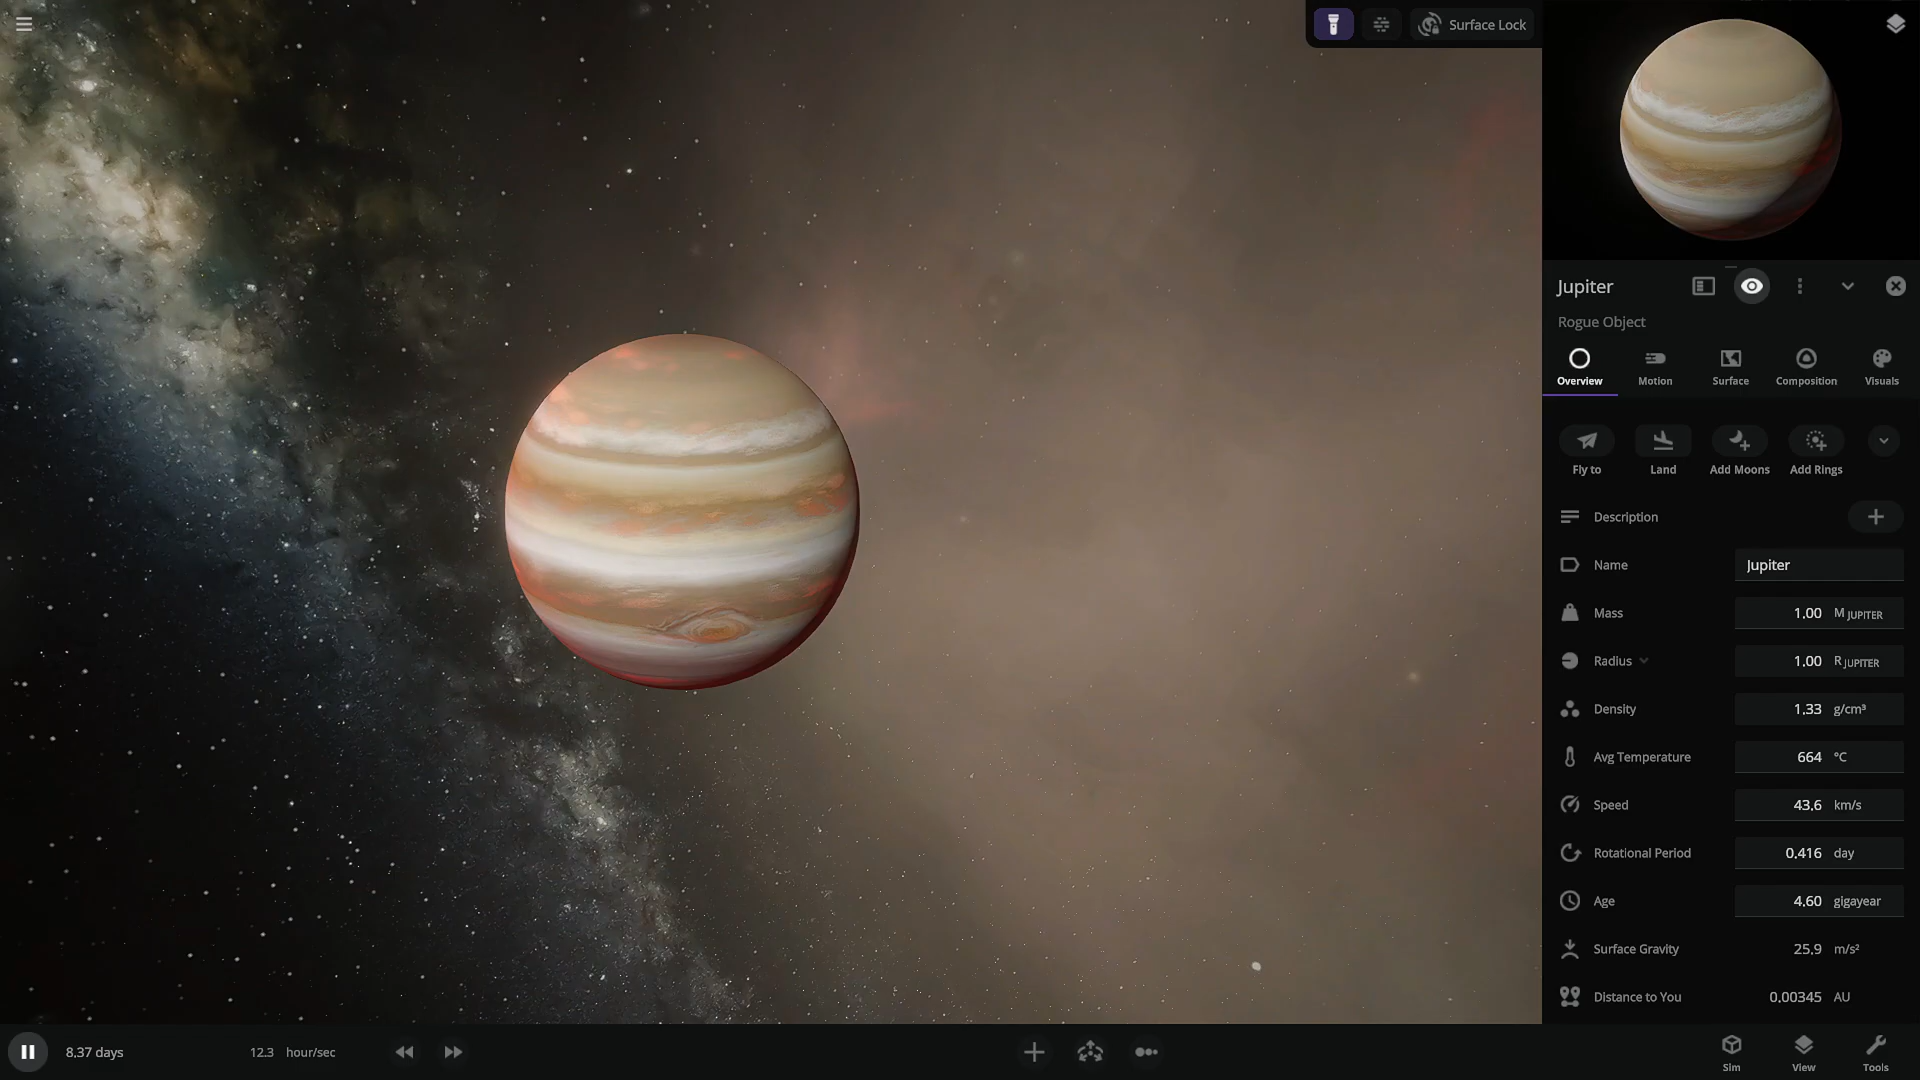 Surface Lock
Jupiter
Rogue Object
Overview
Motion
Surface
Composition
Visuals
Fly to
Land
Add Moons
Add Rings
Description
Name Jupiter
Mass 1.00 M JUPITER
Radius 1.00 R JUPITER
Density 1.33 g/cm³
Avg Temperature 664 °C
Speed 43.6 km/s
Rotational Period 0.416 day
Age 4.60 gigayear
Surface Gravity 25.9 m/s²
Distance to You 0.00345 AU
8.37 days
12.3 hour/sec
Sim
View
Tools